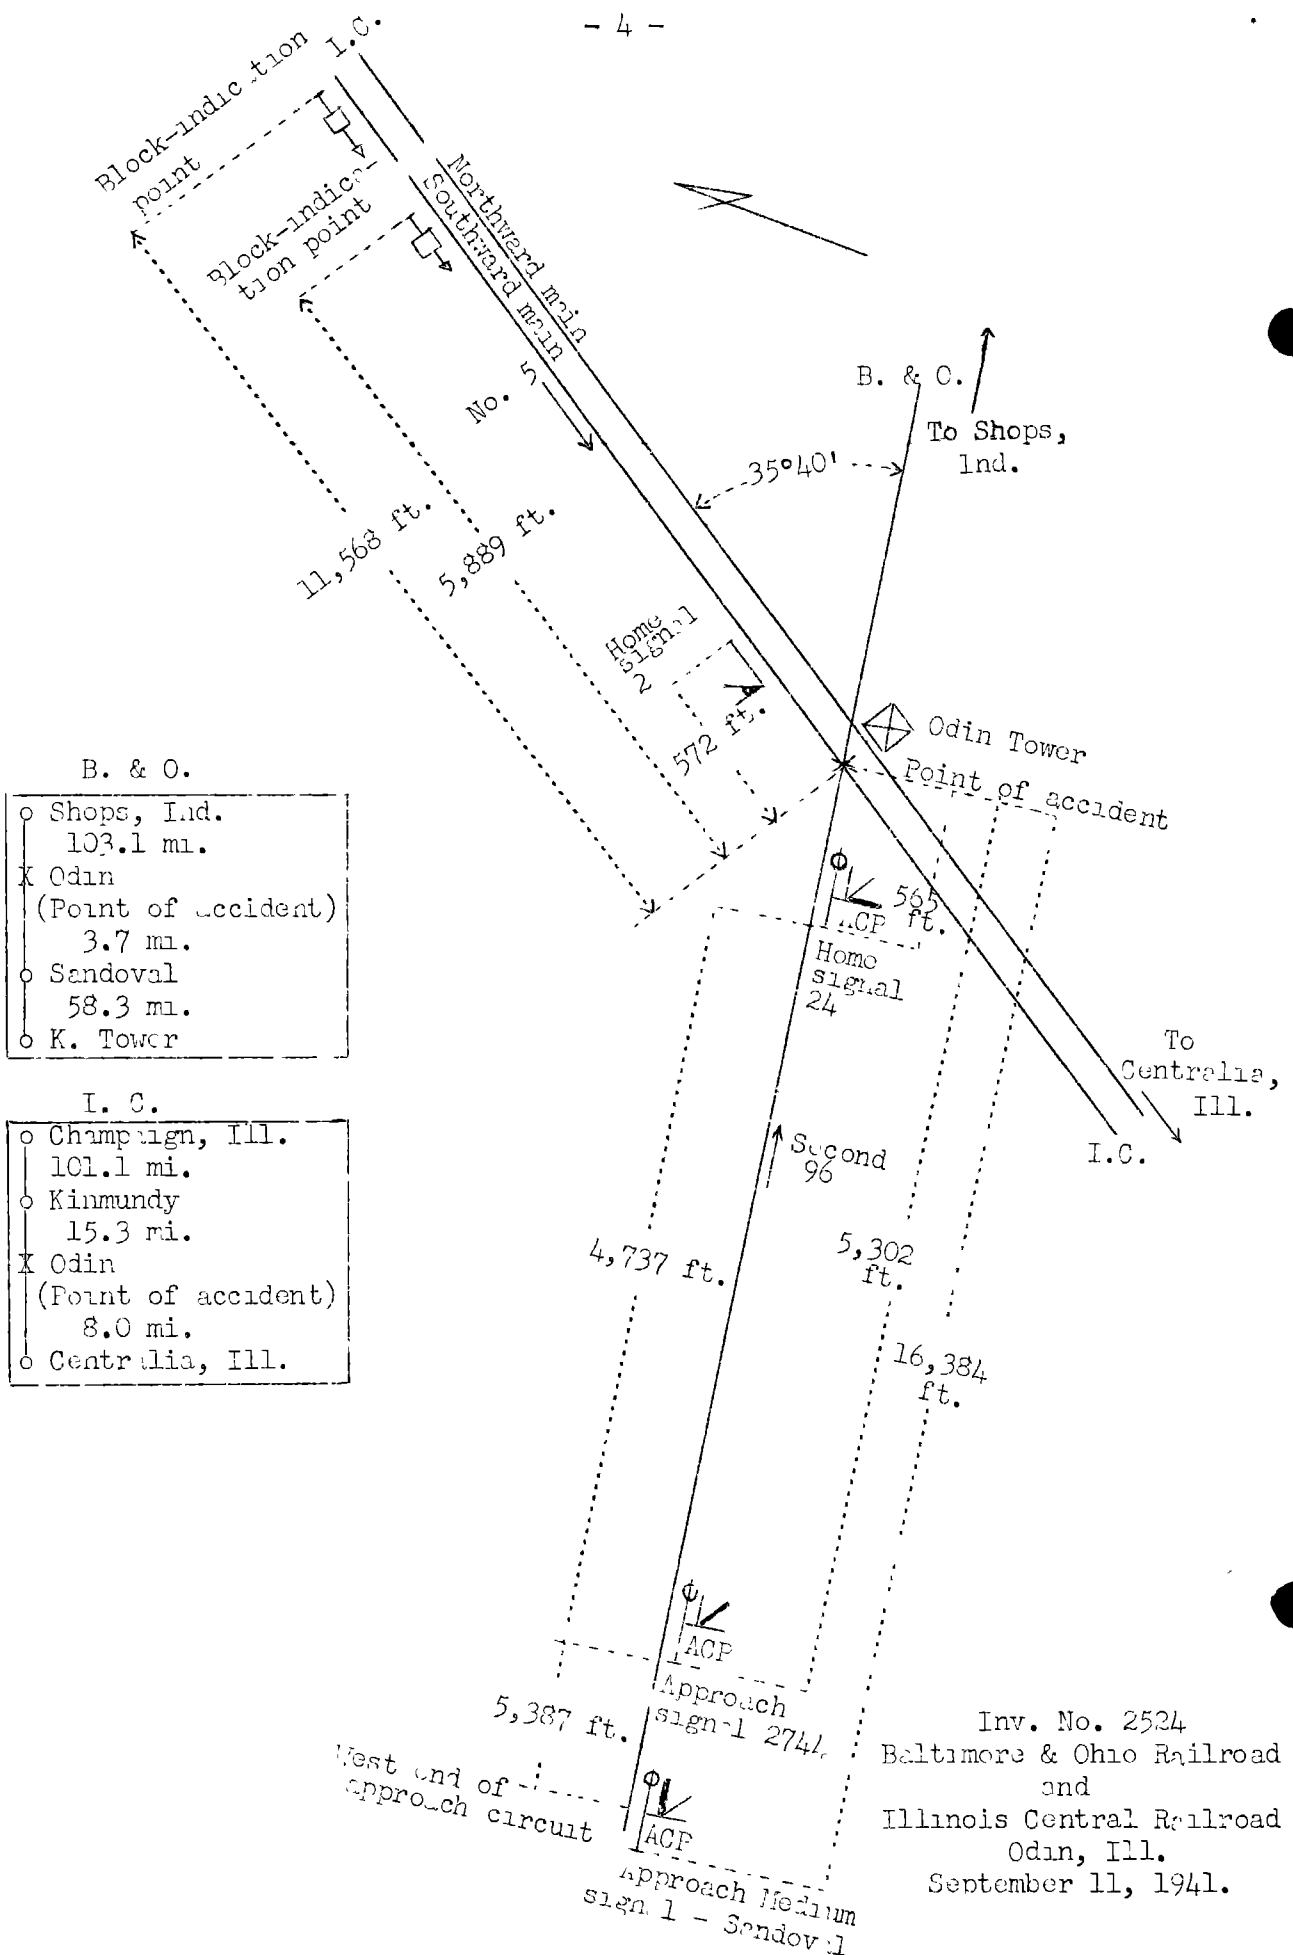 - 4 -
I.C.
Block-indication
point
Block-indica-
tion point
Northward main
Southward main
No. 5
B. & O.
To Shops,
Ind.
35°40'
11,568 ft.
5,889 ft.
Home
signal
2
572 ft.
Odin Tower
Point of accident
B. & O.
Shops, Ind.
103.1 mi.
X Odin
(Point of accident)
3.7 mi.
Sandoval
58.3 mi.
K. Tower
565
ft.
ACP
Home
signal
24
To
Centralia,
Ill.
I.C.
I. C.
Champaign, Ill.
101.1 mi.
Kinmundy
15.3 mi.
X Odin
(Point of accident)
8.0 mi.
Centralia, Ill.
Second
96
4,737 ft.
5,302
ft.
16,384
ft.
ACP
Approach
signal 2744
5,387 ft.
West end of
approach circuit
ACP
Approach Medium
signal - Sandoval
Inv. No. 2524
Baltimore & Ohio Railroad
and
Illinois Central Railroad
Odin, Ill.
September 11, 1941.